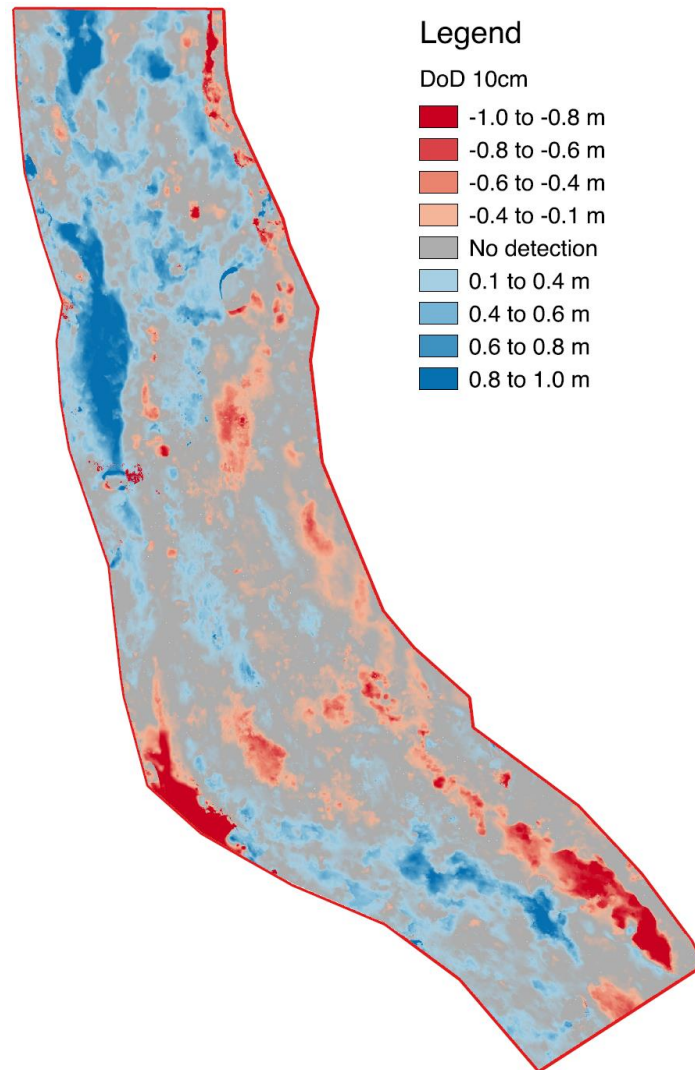 Legend
DoD 10cm
-1.0 to -0.8 m
-0.8 to -0.6 m
-0.6 to -0.4 m
-0.4 to -0.1 m
No detection
0.1 to 0.4 m
0.4 to 0.6 m
0.6 to 0.8 m
0.8 to 1.0 m